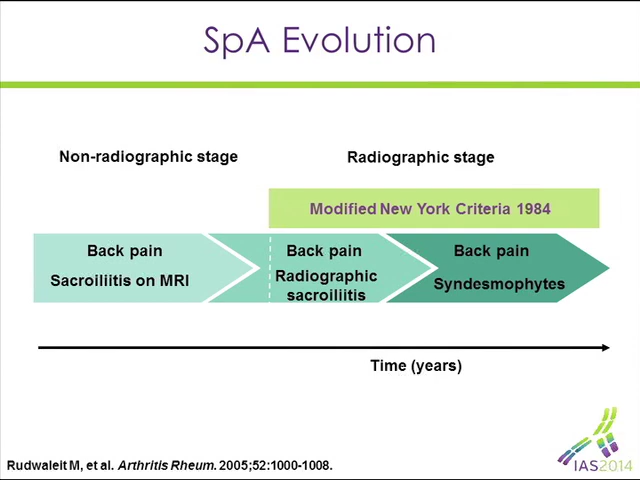 SpA Evolution
Non-radiographic stage
Radiographic stage
Modified New York Criteria 1984
Back pain
Sacroiliitis on MRI
Back pain
Radiographic
sacroiliitis
Back pain
Syndesmophytes
Time (years)
Rudwaleit M, et al. Arthritis Rheum. 2005;52:1000-1008.
IAS2014